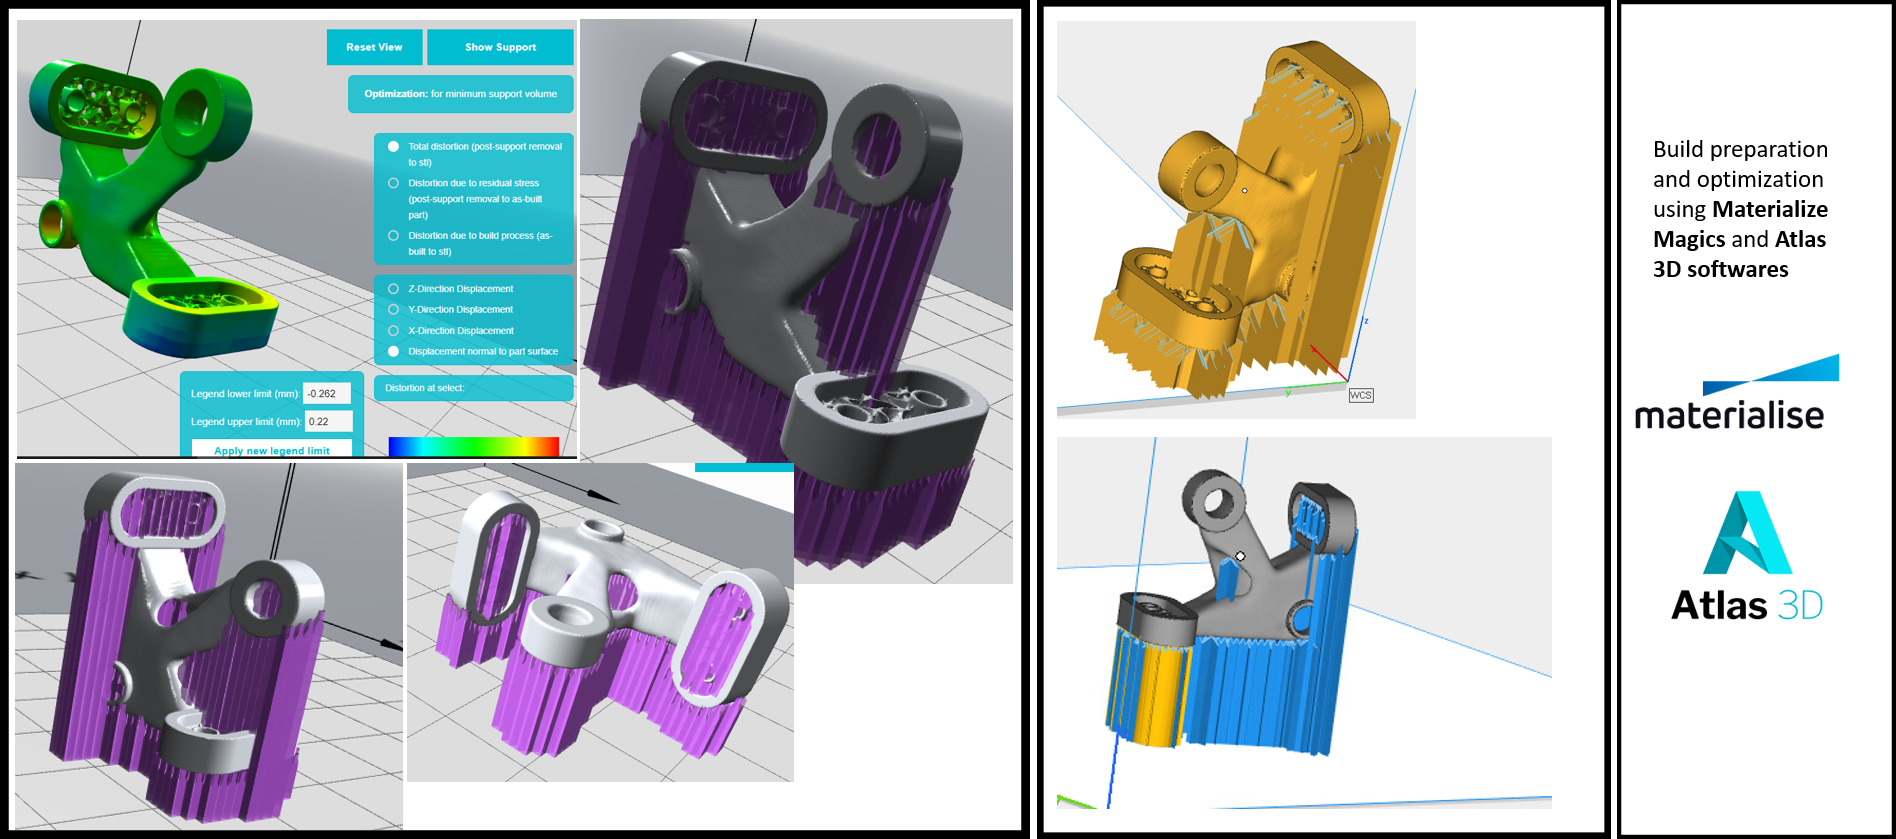 Reset View
Show Support
Optimization: for minimum support volume
Total distortion (post-support removal
to stl)
Distortion due to residual stress
(post-support removal to as-built
part)
Distortion due to build process (as-
built to stl)
Z-Direction Displacement
Y-Direction Displacement
X-Direction Displacement
Displacement normal to part surface
Legend lower limit (mm): -0.262
Legend upper limit (mm): 0.22
Apply new legend limit
Distortion at select:
z
x
y
WCS
Build preparation
and optimization
using Materialize
Magics and Atlas
3D softwares
materialise
Atlas 3D